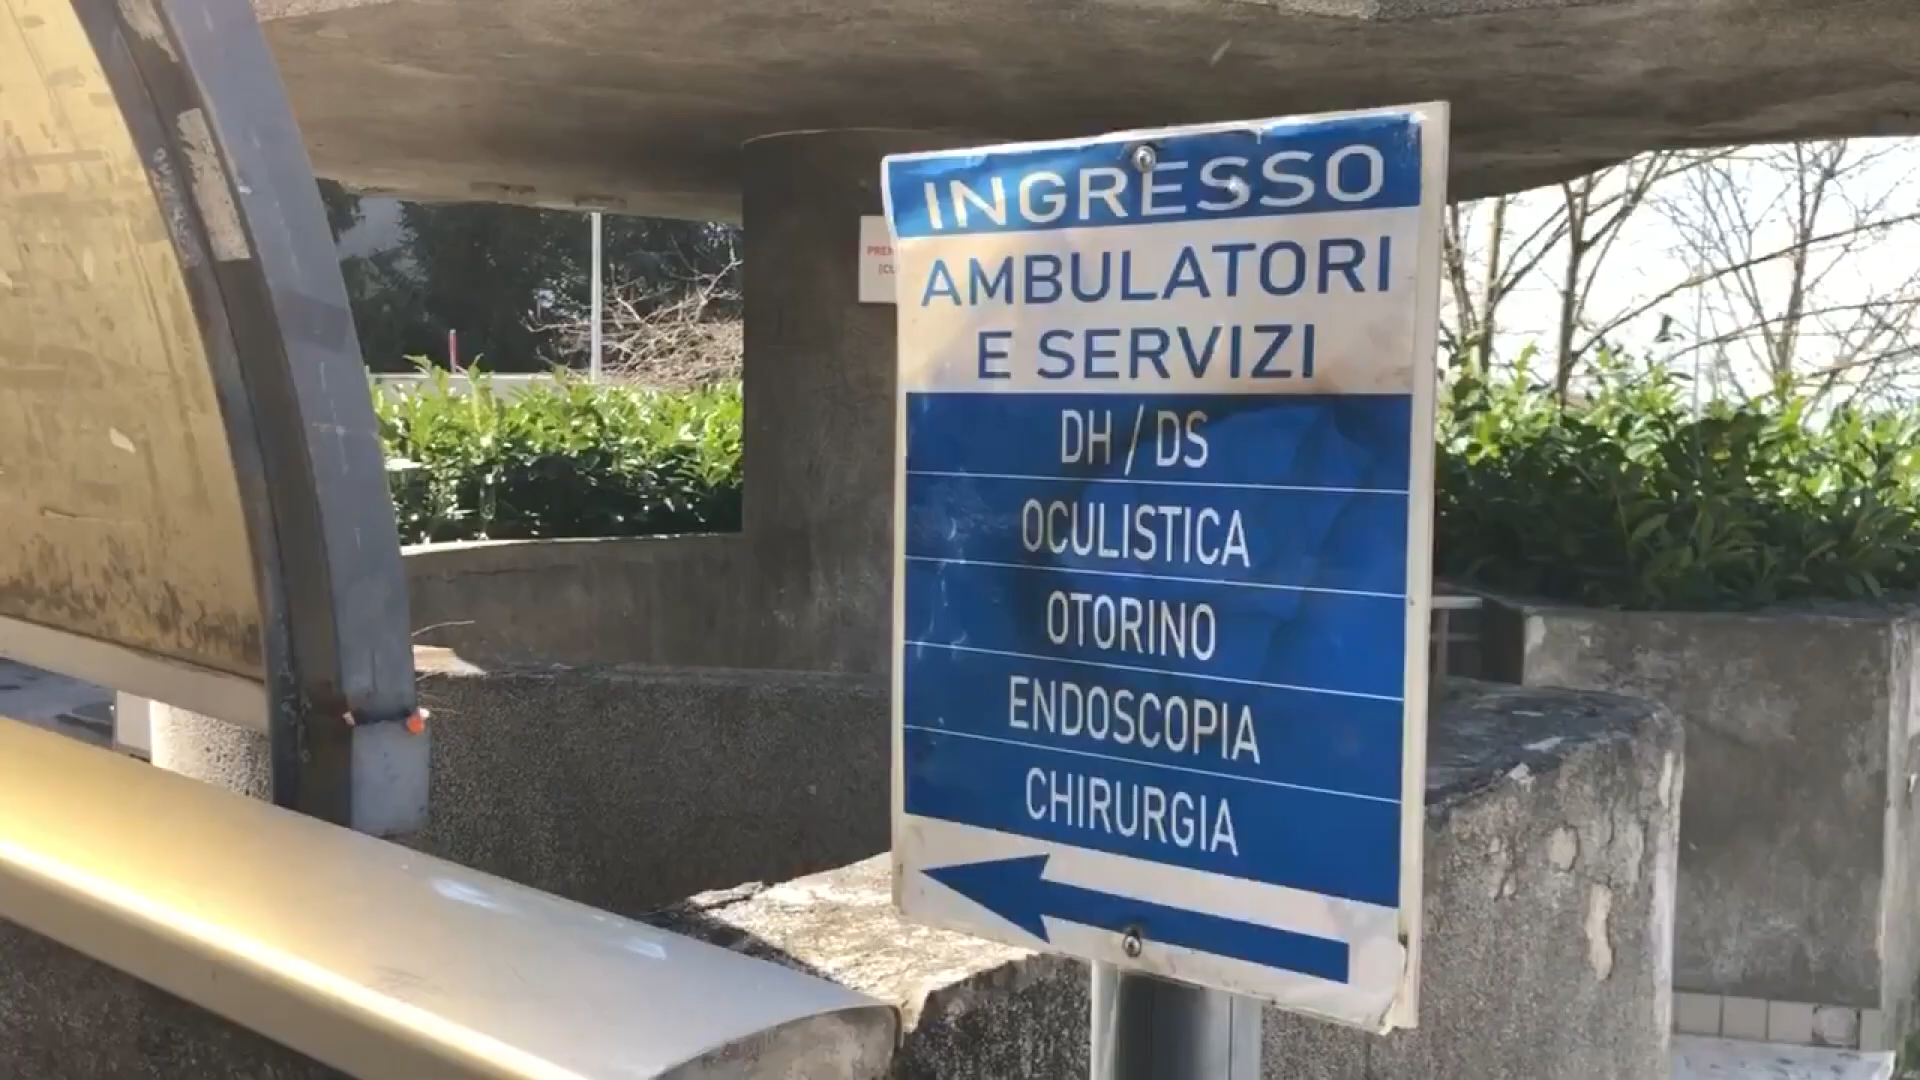 INGRESSO
AMBULATORI
E SERVIZI
DH / DS
OCULISTICA
OTORINO
ENDOSCOPIA
CHIRURGIA